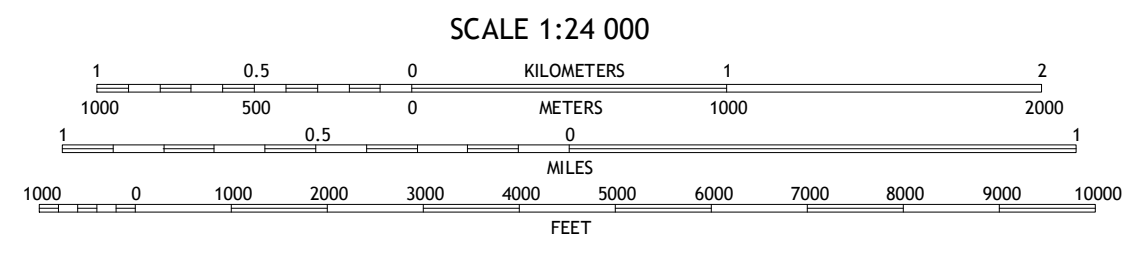 SCALE 1:24 000
1 0.5 0 KILOMETERS 1 2
1000 500 0 METERS 1000 2000
1 0.5 0 1
MILES
1000 0 1000 2000 3000 4000 5000 6000 7000 8000 9000 10000
FEET